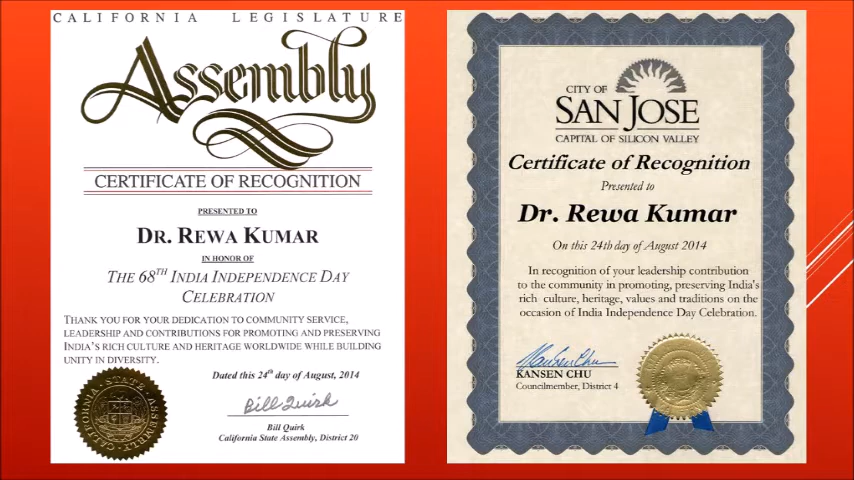 CALIFORNIA LEGISLATURE
Assembly
CERTIFICATE OF RECOGNITION
PRESENTED TO
DR. REWA KUMAR
IN HONOR OF
THE 68TH INDIA INDEPENDENCE DAY
CELEBRATION
THANK YOU FOR YOUR DEDICATION TO COMMUNITY SERVICE,
LEADERSHIP AND CONTRIBUTIONS FOR PROMOTING AND PRESERVING
INDIA'S RICH CULTURE AND HERITAGE WORLDWIDE WHILE BUILDING
UNITY IN DIVERSITY.
Dated this 24th day of August, 2014
Bill Quirk
Bill Quirk
California State Assembly, District 20
CALIFORNIA STATE ASSEMBLY
CITY OF
SAN JOSE
CAPITAL OF SILICON VALLEY
Certificate of Recognition
Presented to
Dr. Rewa Kumar
On this 24th day of August 2014
In recognition of your leadership contribution
to the community in promoting, preserving India's
rich culture, heritage, values and traditions on the
occasion of India Independence Day Celebration.
Kansen Chu
KANSEN CHU
Councilmember, District 4